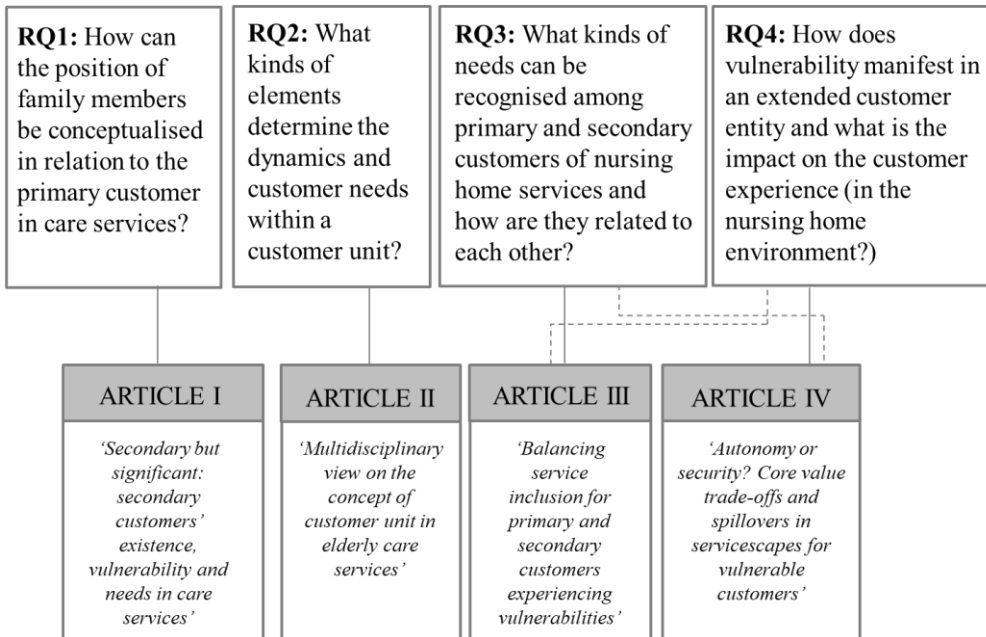 RQ1: How can
the position of
family members
be conceptualised
in relation to the
primary customer
in care services?
RQ2: What
kinds of
elements
determine the
dynamics and
customer needs
within a
customer unit?
RQ3: What kinds of
needs can be
recognised among
primary and secondary
customers of nursing
home services and
how are they related to
each other?
RQ4: How does
vulnerability manifest in
an extended customer
entity and what is the
impact on the customer
experience (in the
nursing home
environment?)
ARTICLE I
‘Secondary but
significant:
secondary
customers’
existence,
vulnerability and
needs in care
services’
ARTICLE II
‘Multidisciplinary
view on the
concept of
customer unit in
elderly care
services’
ARTICLE III
‘Balancing
service
inclusion for
primary and
secondary
customers
experiencing
vulnerabilities’
ARTICLE IV
‘Autonomy or
security? Core value
trade-offs and
spillovers in
servicescapes for
vulnerable
customers’